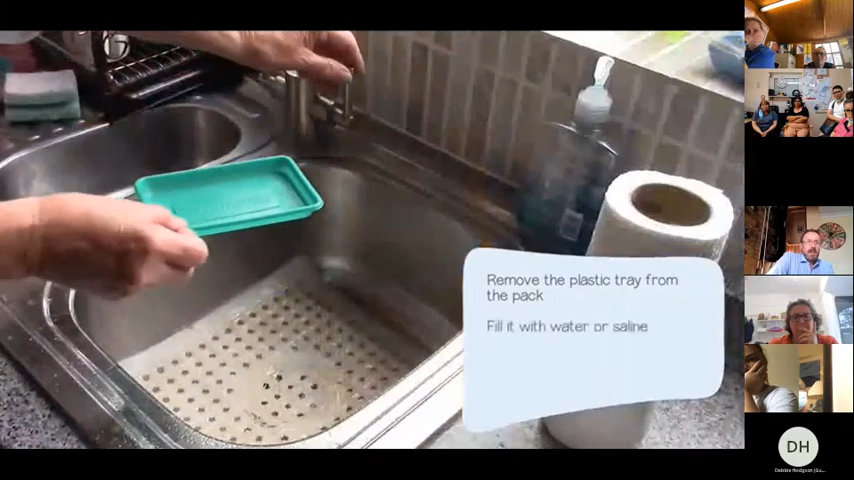 Remove the plastic tray from
the pack
Fill it with water or saline
DH